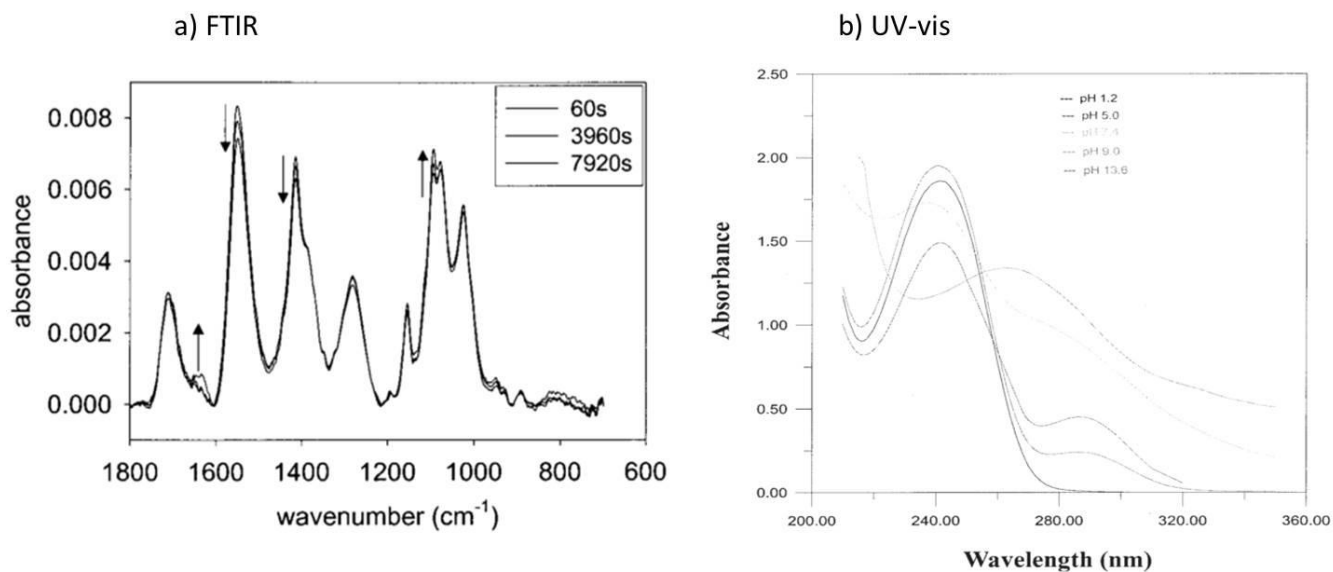 a) FTIR
b) UV-vis
0.008
0.006
0.004
0.002
0.000
absorbance
60s
3960s
7920s
1800 1600 1400 1200 1000 800 600
wavenumber (cm-1)
2.50
2.00
1.50
1.00
0.50
0.00
Absorbance
pH 1.2
pH 5.0
pH 7.4
pH 9.0
pH 13.6
200.00 240.00 280.00 320.00 360.00
Wavelength (nm)